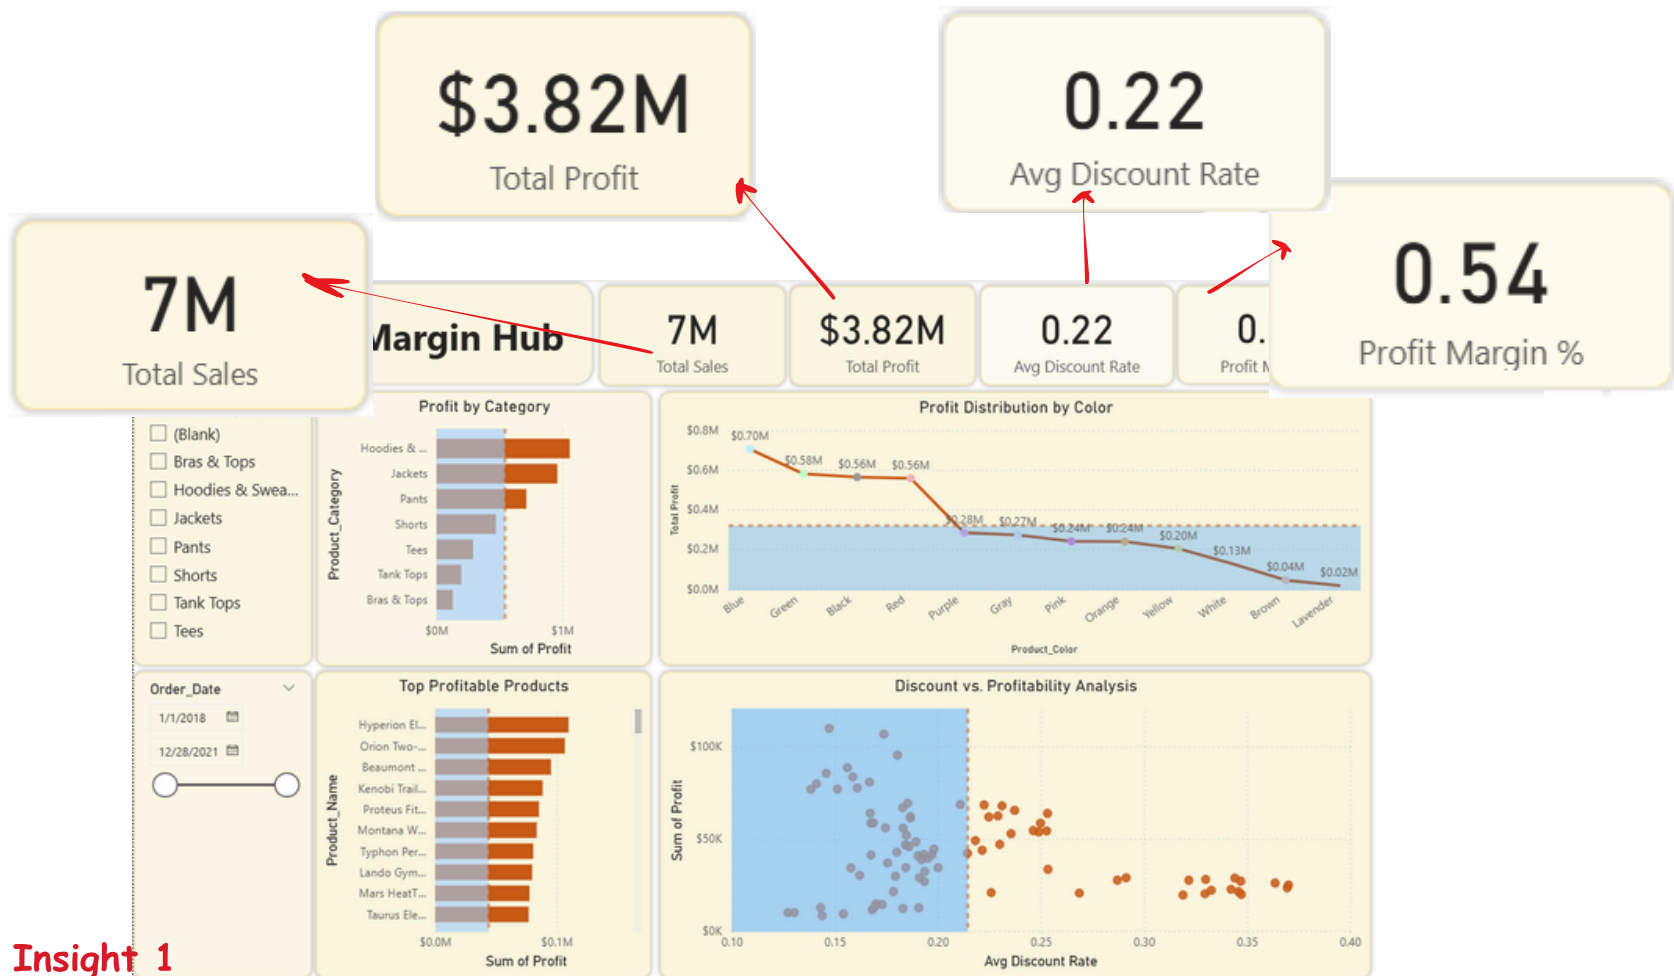 $3.82M
Total Profit
0.22
Avg Discount Rate
0.54
Profit Margin %
7M
Total Sales
Margin Hub
7M
Total Sales
$3.82M
Total Profit
0.22
Avg Discount Rate
0.
Profit M
(Blank)
Bras & Tops
Hoodies & Swea...
Jackets
Pants
Shorts
Tank Tops
Tees
Profit by Category
Product_Category
Hoodies & ...
Jackets
Pants
Shorts
Tees
Tank Tops
Bras & Tops
$0M $1M
Sum of Profit
Profit Distribution by Color
Total Profit
$0.8M
$0.6M
$0.4M
$0.2M
$0.0M
$0.70M
$0.58M
$0.56M
$0.56M
$0.28M
$0.27M
$0.24M
$0.24M
$0.20M
$0.13M
$0.04M
$0.02M
Blue
Green
Black
Red
Purple
Gray
Pink
Orange
Yellow
White
Brown
Lavender
Product_Color
Order_Date
1/1/2018
12/28/2021
Top Profitable Products
Product_Name
Hyperion El...
Orion Two-...
Beaumont ...
Kenobi Trail...
Proteus Fit...
Montana W...
Typhon Per...
Lando Gym...
Mars HeatT...
Taurus Ele...
$0.0M $0.1M
Sum of Profit
Discount vs. Profitability Analysis
Sum of Profit
$100K
$50K
$0K
0.10 0.15 0.20 0.25 0.30 0.35 0.40
Avg Discount Rate
Insight 1